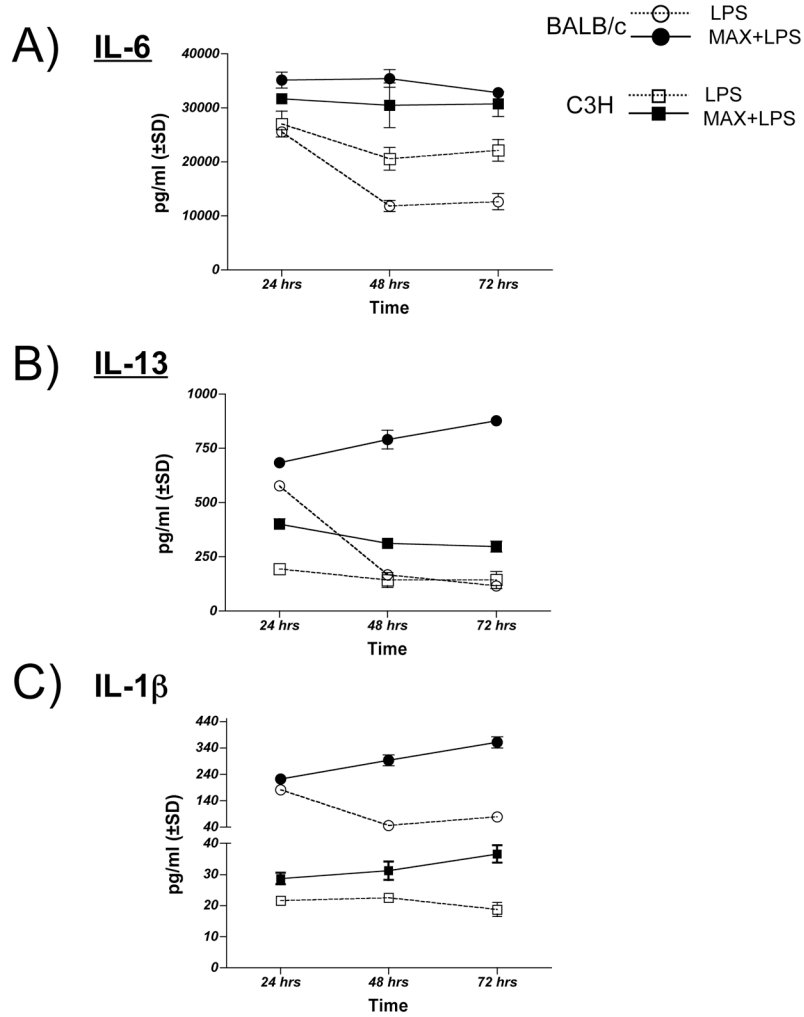 A) IL-6
BALB/c
LPS
MAX+LPS
C3H
LPS
MAX+LPS
pg/ml (±SD)
40000
30000
20000
10000
0
24 hrs 48 hrs 72 hrs
Time
B) IL-13
pg/ml (±SD)
1000
750
500
250
0
24 hrs 48 hrs 72 hrs
Time
C) IL-1β
pg/ml (±SD)
440
340
240
140
40
40
30
20
10
0
24 hrs 48 hrs 72 hrs
Time